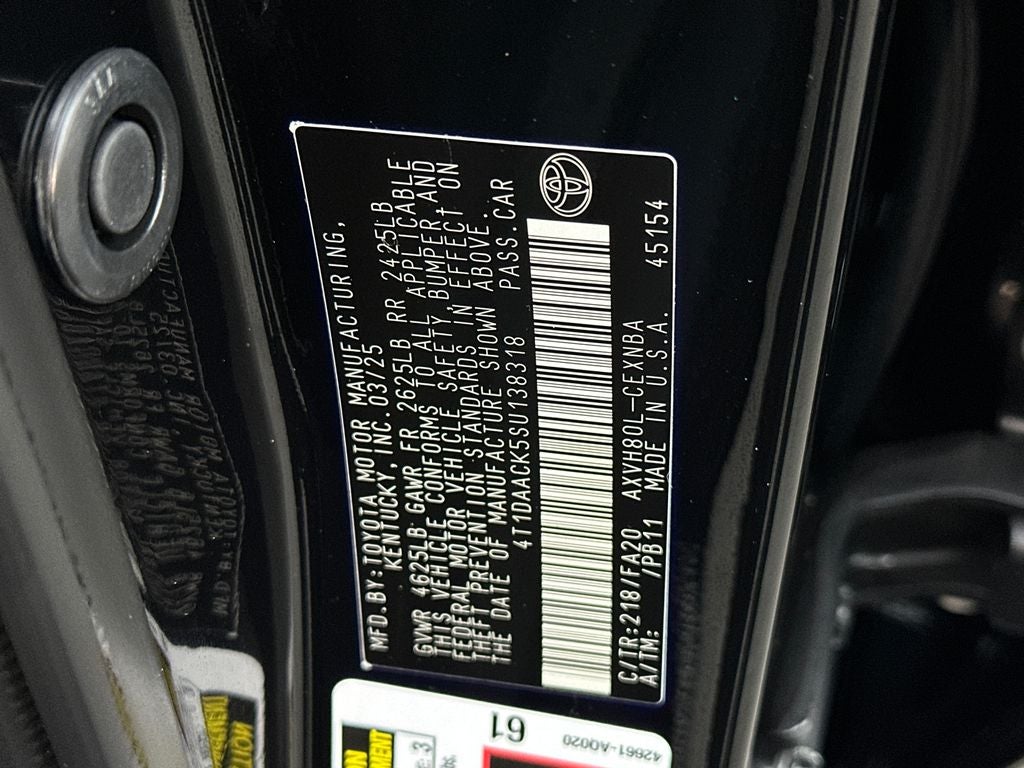 MFD.BY:TOYOTA MOTOR MANUFACTURING,
KENTUCKY, INC. 03/25
GVWR 4625LB GAWR FR 2625LB RR 2425LB
THIS VEHICLE CONFORMS TO ALL APPLICABLE
FEDERAL MOTOR VEHICLE SAFETY, BUMPER, AND
THEFT PREVENTION STANDARDS IN EFFECT ON
THE DATE OF MANUFACTURE SHOWN ABOVE.
4T1DAACK5SU138318 PASS.CAR
C/TR:218/FA20 AXVH80L-CEXNBA
A/TM: /PB11 MADE IN U.S.A. 45154
61
42661-AQ020